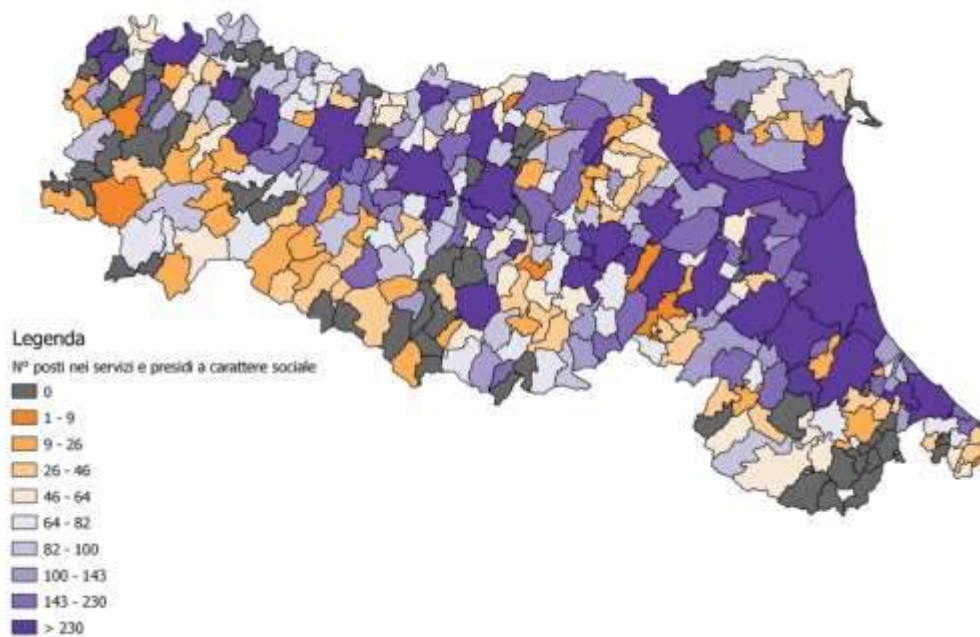 Legenda
N° posti nei servizi e presidi a carattere sociale
0
1 - 9
9 - 26
26 - 46
46 - 64
64 - 82
82 - 100
100 - 143
143 - 230
> 230